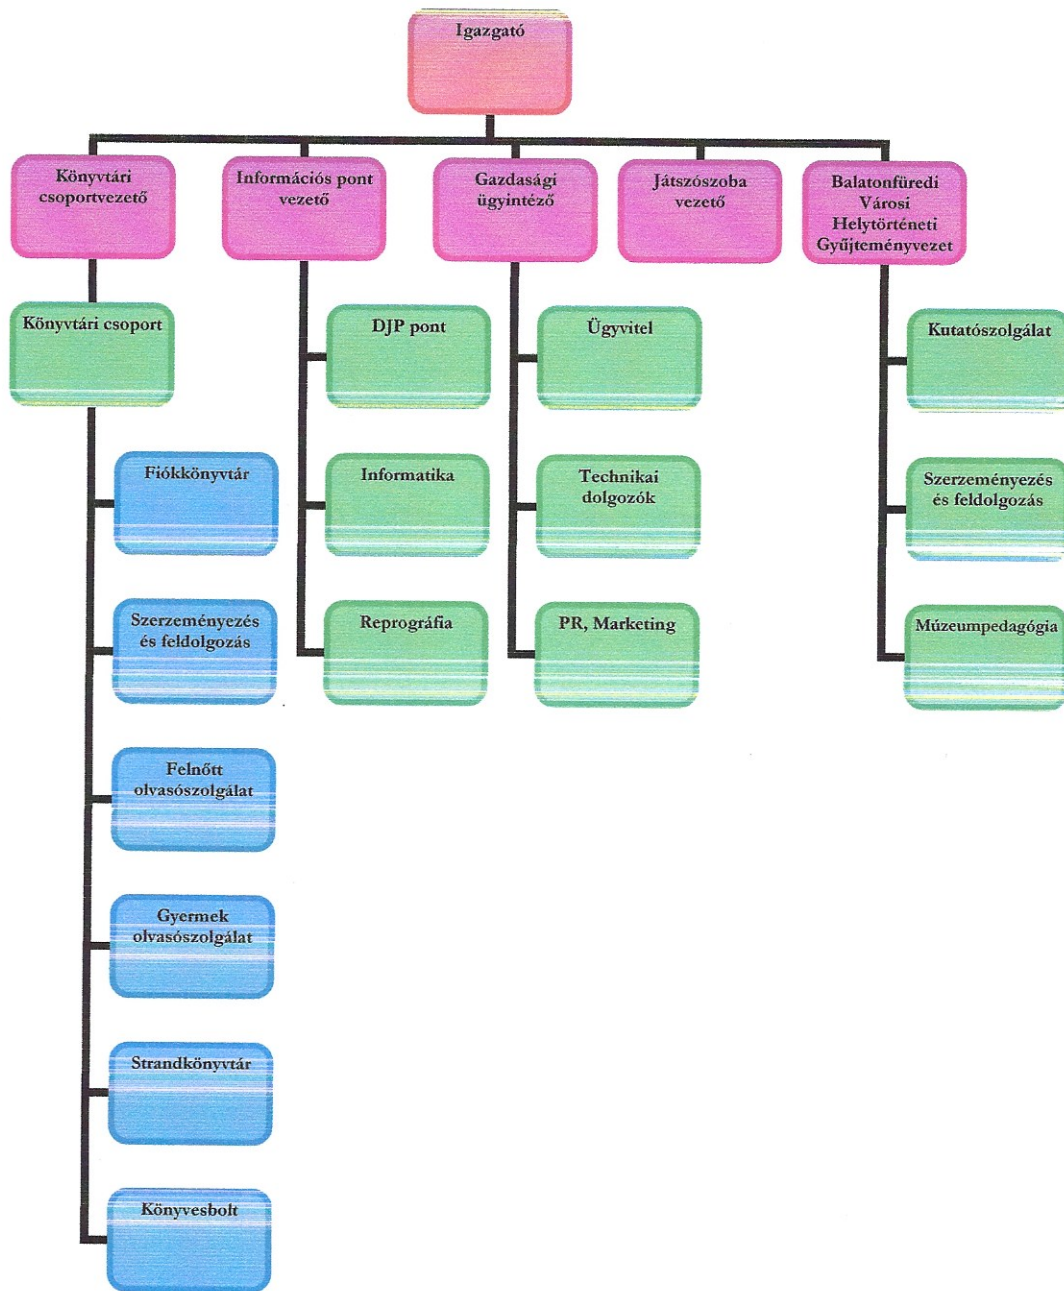 Igazgató
Könyvtári
csoportvezető
Információs pont
vezető
Gazdasági
ügyintéző
Játszószoba
vezető
Balatonfüredi
Városi
Helytörténeti
Gyűjteményvezet
Könyvtári csoport
DJP pont
Ügyvitel
Kutatószolgálat
Fiókkönyvtár
Informatika
Technikai
dolgozók
Szerzeményezés
és feldolgozás
Szerzeményezés
és feldolgozás
Reprográfia
PR, Marketing
Múzeumpedagógia
Felnőtt
olvasószolgálat
Gyermek
olvasószolgálat
Strandkönyvtár
Könyvesbolt